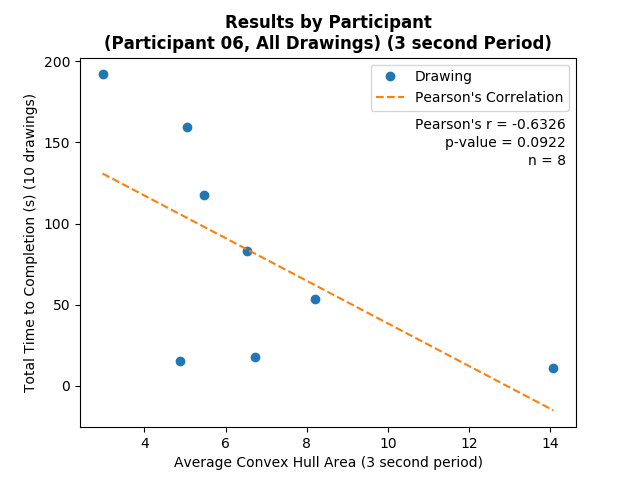 Results by Participant
(Participant 06, All Drawings) (3 second Period)
Drawing
Pearson's Correlation
Pearson's r = -0.6326
p-value = 0.0922
n = 8
Total Time to Completion (s) (10 drawings)
200
150
100
50
0
4 6 8 10 12 14
Average Convex Hull Area (3 second period)